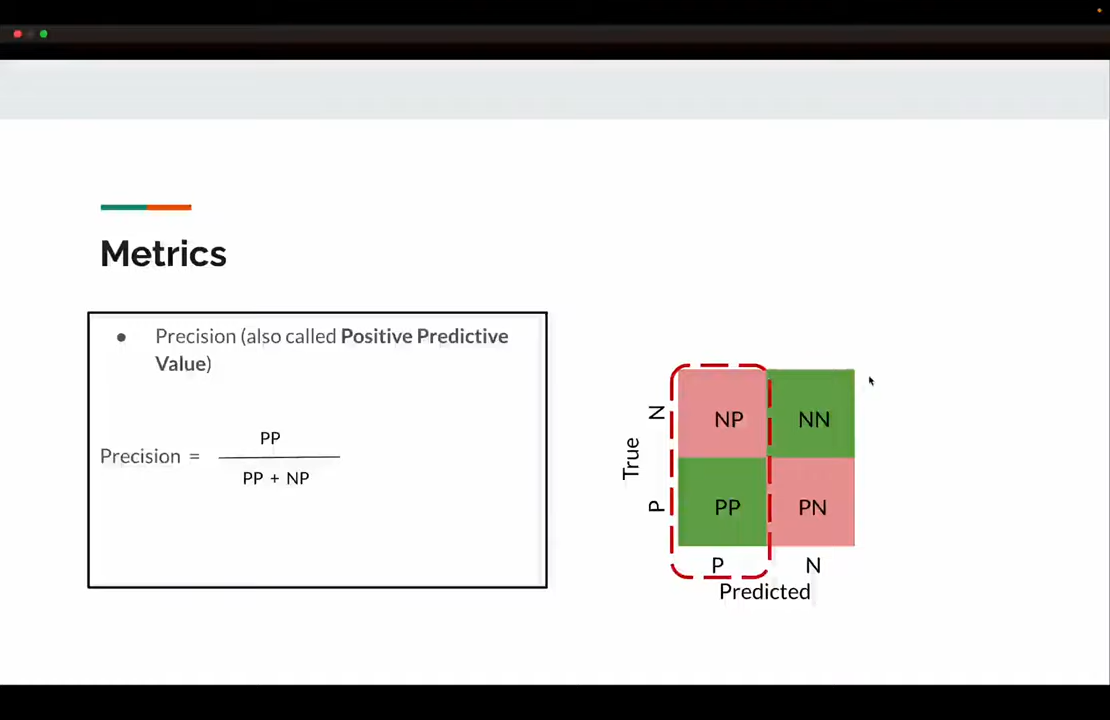 Metrics
● Precision (also called Positive Predictive
Value)
PP
Precision =
PP + NP
N
NP
NN
True
P
PP
PN
P
N
Predicted